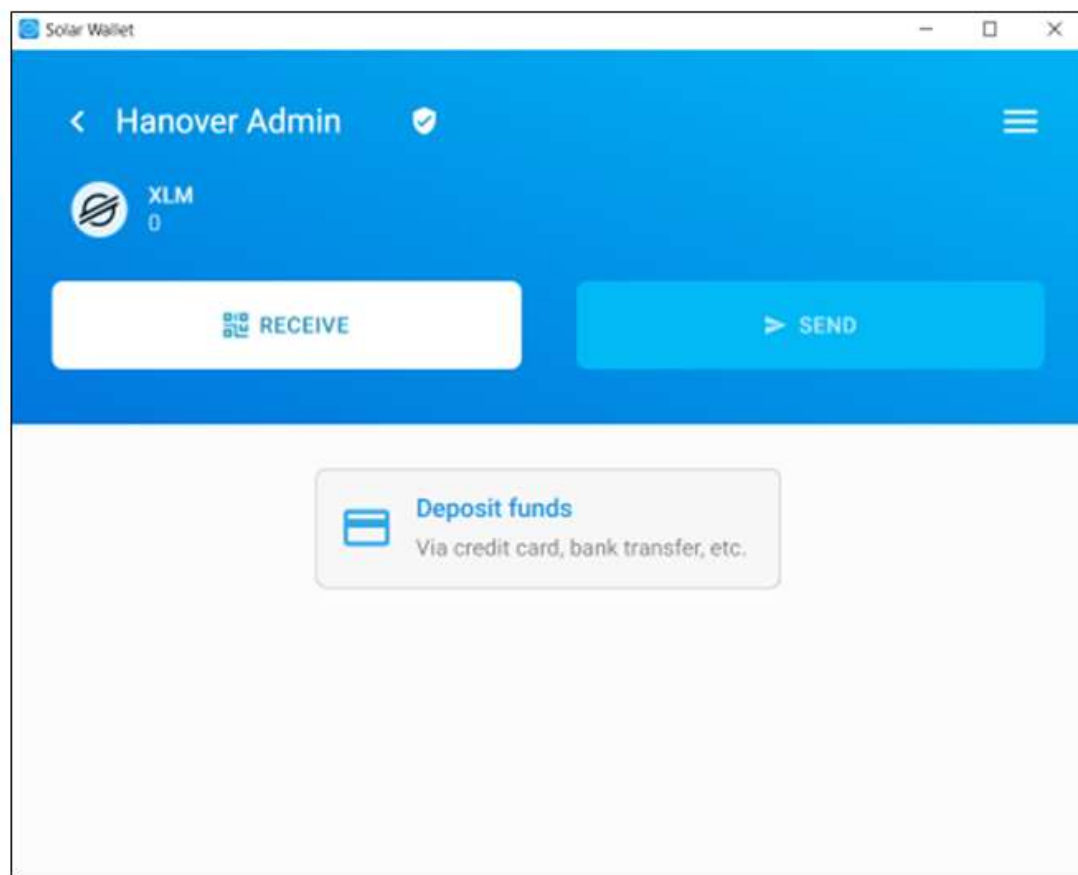 Solar Wallet
Hanover Admin
XLM
0
RECEIVE
SEND
Deposit funds
Via credit card, bank transfer, etc.